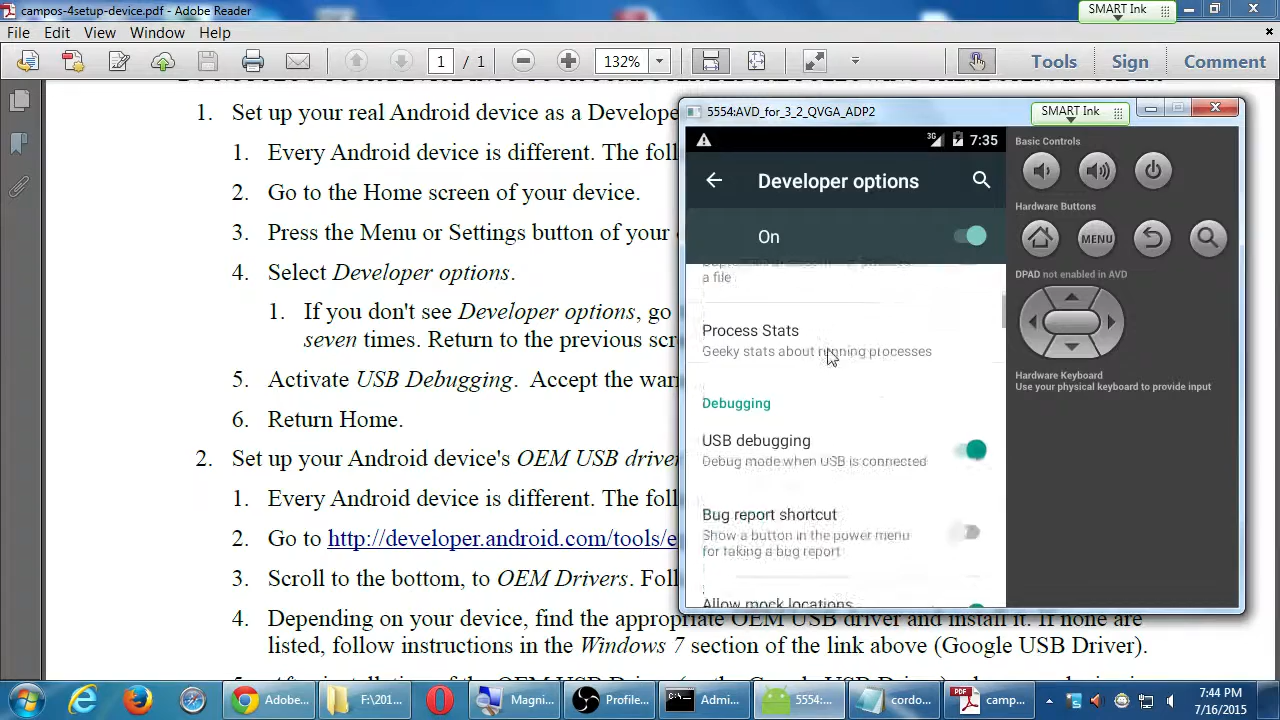 campos-4setup-device.pdf - Adobe Reader
SMART Ink
File Edit View Window Help
1 / 1 132% Tools Sign Comment
1. Set up your real Android device as a Develope
1. Every Android device is different. The foll
2. Go to the Home screen of your device.
3. Press the Menu or Settings button of your
4. Select Developer options.
1. If you don't see Developer options, go
seven times. Return to the previous scr
5. Activate USB Debugging. Accept the war
6. Return Home.
2. Set up your Android device's OEM USB driver
1. Every Android device is different. The foll
2. Go to http://developer.android.com/tools/e
3. Scroll to the bottom, to OEM Drivers. Foll
4. Depending on your device, find the appropriate OEM USB driver and install it. If none are
listed, follow instructions in the Windows 7 section of the link above (Google USB Driver).
5554:AVD_for_3_2_QVGA_ADP2
SMART Ink
3G 7:35
Developer options
On
a file
Process Stats
Geeky stats about running processes
Debugging
USB debugging
Debug mode when USB is connected
Bug report shortcut
Show a button in the power menu
for taking a bug report
Allow mock locations
Basic Controls
Hardware Buttons
MENU
DPAD not enabled in AVD
Hardware Keyboard
Use your physical keyboard to provide input
Adobe... F:\201... Magni... Profile... Admi... 5554:... cordo... camp...
7:44 PM
7/16/2015